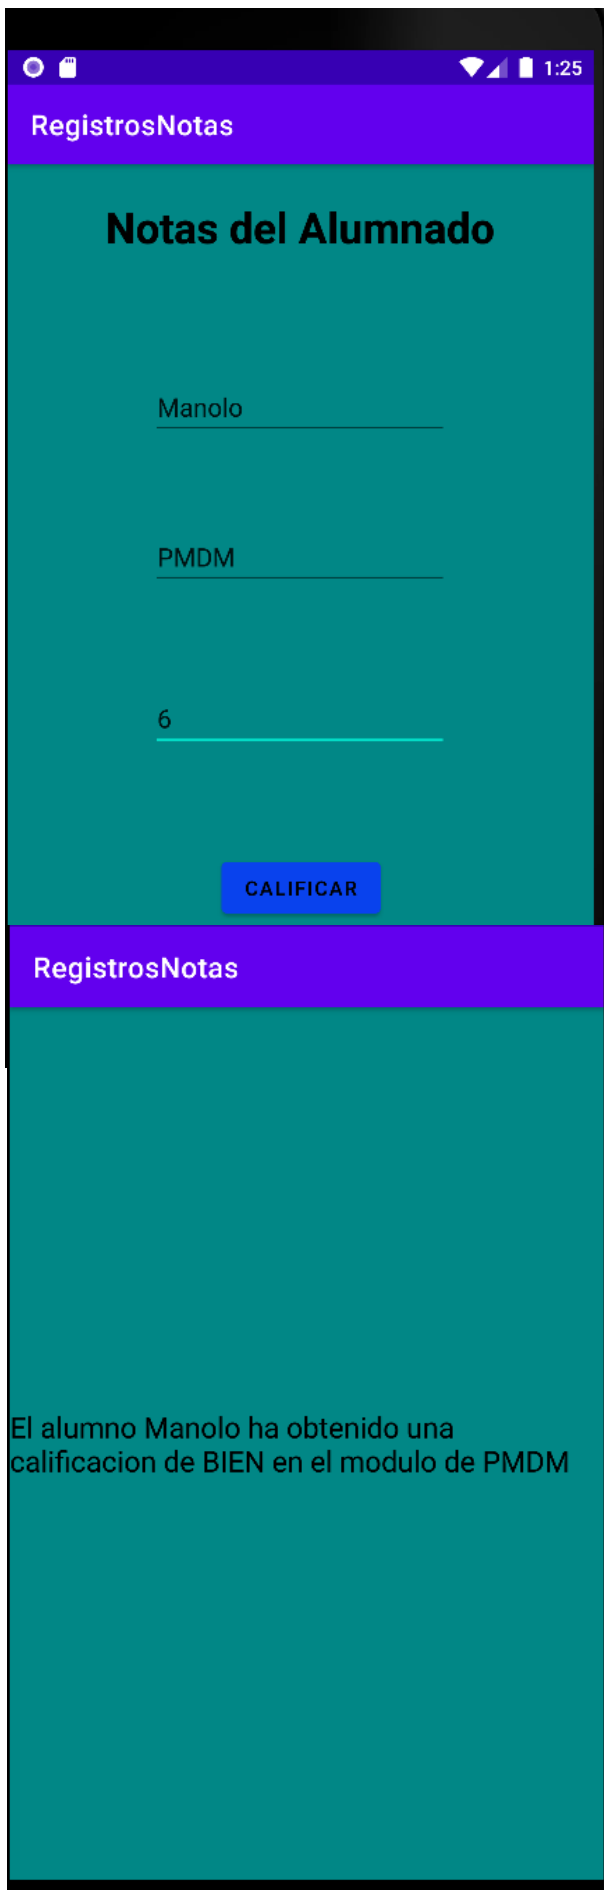 1:25
RegistrosNotas
Notas del Alumnado
Manolo
PMDM
6
CALIFICAR
RegistrosNotas
El alumno Manolo ha obtenido una
calificacion de BIEN en el modulo de PMDM